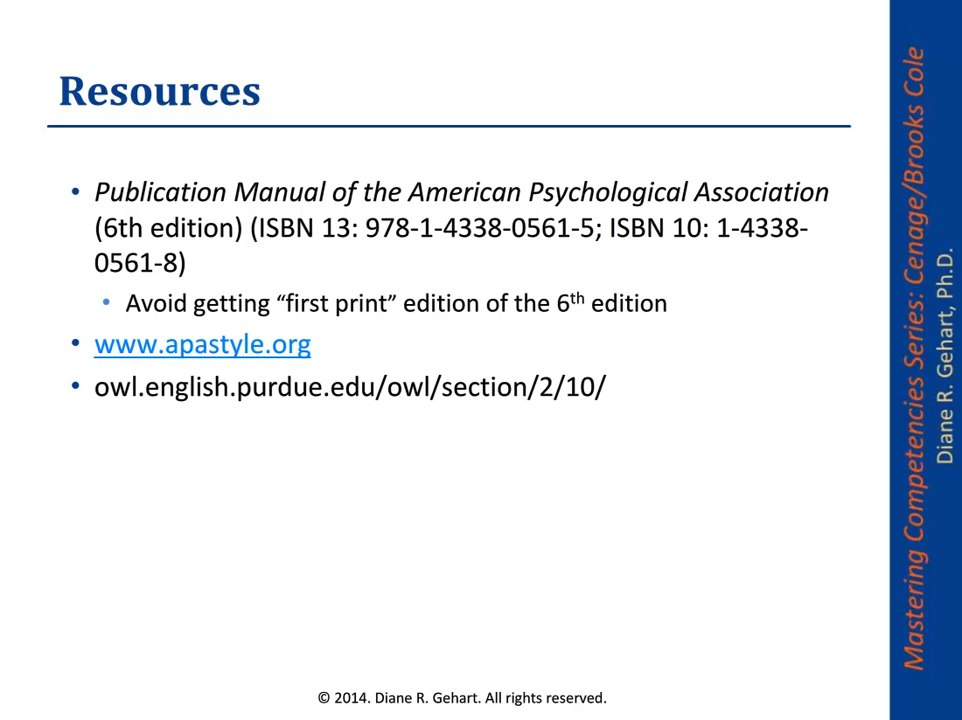 Resources
• Publication Manual of the American Psychological Association
(6th edition) (ISBN 13: 978-1-4338-0561-5; ISBN 10: 1-4338-
0561-8)
• Avoid getting “first print” edition of the 6th edition
• www.apastyle.org
• owl.english.purdue.edu/owl/section/2/10/
© 2014. Diane R. Gehart. All rights reserved.
Mastering Competencies Series: Cenage/Brooks Cole
Diane R. Gehart, Ph.D.